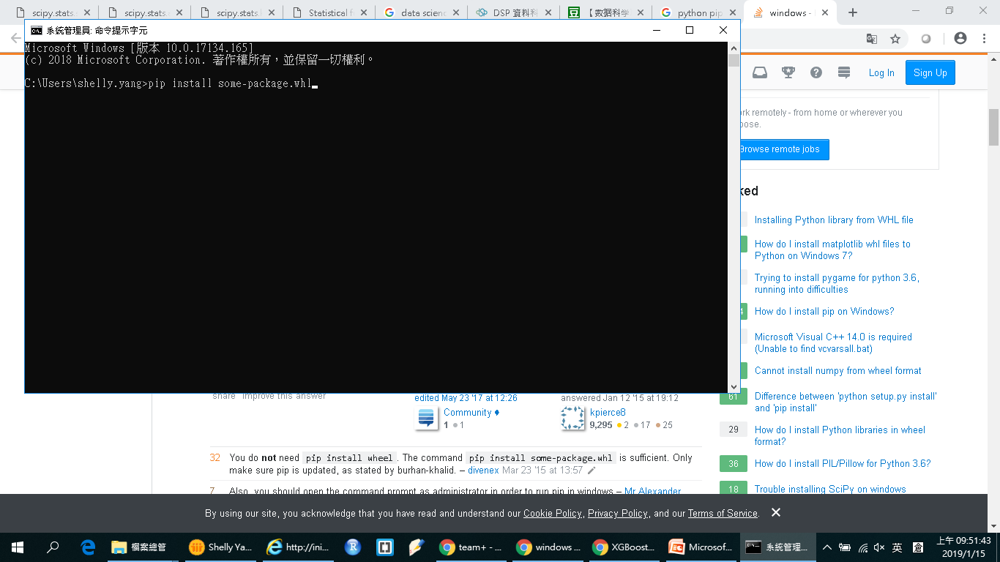 scipy.stats.s
scipy.stats.
scipy.stats.l
Statistical f
data scienc
DSP 資料科
【数据科学
python pip
windows -
系統管理員: 命令提示字元
Microsoft Windows [版本 10.0.17134.165]
(c) 2018 Microsoft Corporation. 著作權所有，並保留一切權利。
C:\Users\shelly.yang>pip install some-package.whl
Log In
Sign Up
ork remotely - from home or wherever you
oose.
Browse remote jobs
ked
Installing Python library from WHL file
How do I install matplotlib whl files to
Python on Windows 7?
Trying to install pygame for python 3.6,
running into difficulties
4 How do I install pip on Windows?
Microsoft Visual C++ 14.0 is required
(Unable to find vcvarsall.bat)
Cannot install numpy from wheel format
61 Difference between 'python setup.py install'
and 'pip install'
29 How do I install Python libraries in wheel
format?
36 How do I install PIL/Pillow for Python 3.6?
18 Trouble installing SciPy on windows
share improve this answer
edited May 23 '17 at 12:26
Community ♦
1 ●1
answered Jan 12 '15 at 19:12
kpierce8
9,295 ●2 ●17 ●25
32 You do not need pip install wheel. The command pip install some-package.whl is sufficient. Only
make sure pip is updated, as stated by burhan-khalid. – divenex Mar 23 '15 at 13:57
7 Also, you should open the command prompt as administrator in order to run pip in windows – Mr Alexander
By using our site, you acknowledge that you have read and understand our Cookie Policy, Privacy Policy, and our Terms of Service.
檔案總管
Shelly Ya...
http://ini...
R
team+ - ...
windows ...
XGBoost...
Microsof...
系統管理...
英
倉
上午 09:51:43
2019/1/15